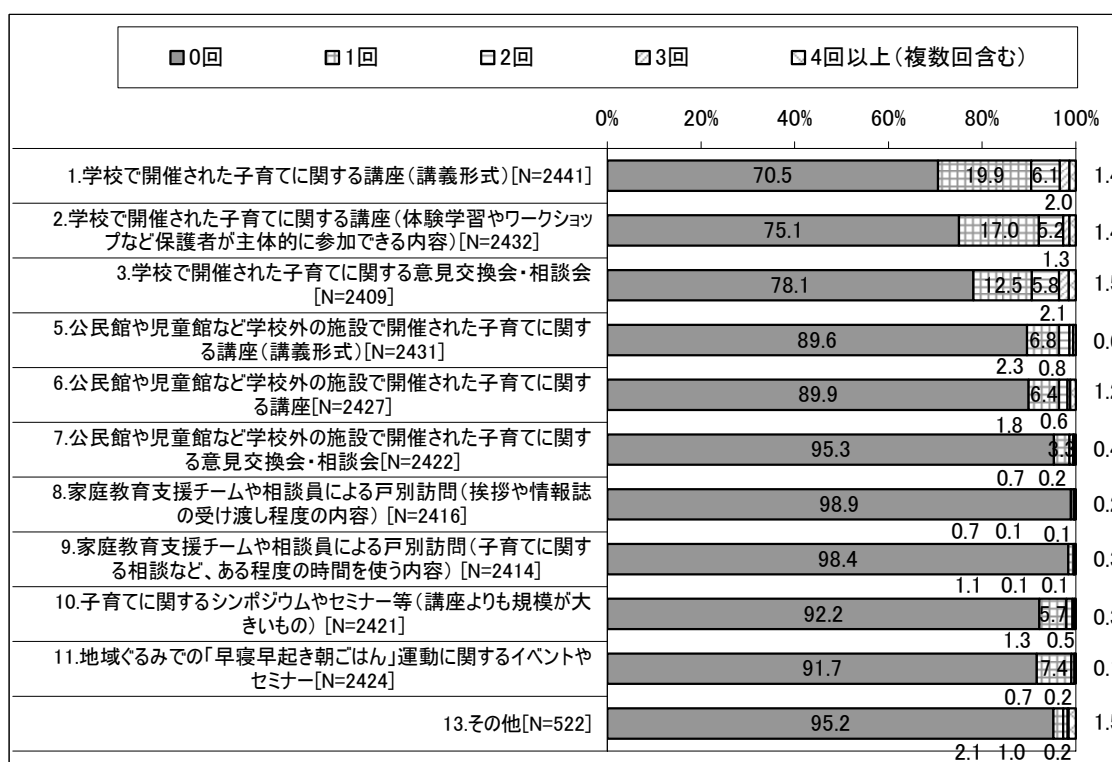 0回 1回 2回 3回 4回以上(複数回含む)
0% 20% 40% 60% 80% 100%
1.学校で開催された子育てに関する講座(講義形式)[N=2441] 70.5 19.9 6.1 1.4
2.0
2.学校で開催された子育てに関する講座(体験学習やワークショッ
プなど保護者が主体的に参加できる内容)[N=2432]
75.1 17.0 5.2 1.4
1.3
3.学校で開催された子育てに関する意見交換会・相談会
[N=2409]
78.1 12.5 5.8 1.5
2.1
5.公民館や児童館など学校外の施設で開催された子育てに関す
る講座(講義形式)[N=2431]
89.6 6.8
2.3 0.8
6.公民館や児童館など学校外の施設で開催された子育てに関す
る講座[N=2427]
89.9 6.4 1.2
1.8 0.6
7.公民館や児童館など学校外の施設で開催された子育てに関す
る意見交換会・相談会[N=2422]
95.3 3.3 0.4
0.7 0.2
8.家庭教育支援チームや相談員による戸別訪問(挨拶や情報誌
の受け渡し程度の内容) [N=2416]
98.9 0.2
0.7 0.1 0.1
9.家庭教育支援チームや相談員による戸別訪問(子育てに関す
る相談など、ある程度の時間を使う内容) [N=2414]
98.4 0.3
1.1 0.1 0.1
10.子育てに関するシンポジウムやセミナー等(講座よりも規模が大
きいもの) [N=2421]
92.2 5.7 0.3
1.3 0.5
11.地域ぐるみでの「早寝早起き朝ごはん」運動に関するイベントや
セミナー[N=2424]
91.7 7.4
0.7 0.2
13.その他[N=522] 95.2 1.5
2.1 1.0 0.2